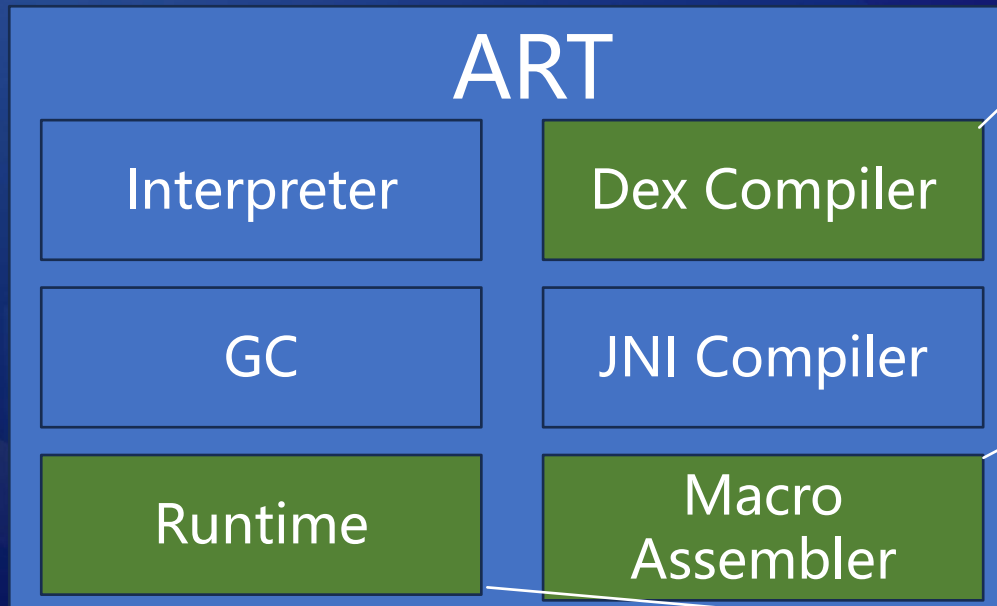 ART
Interpreter
Dex Compiler
GC
JNI Compiler
Runtime
Macro
Assembler